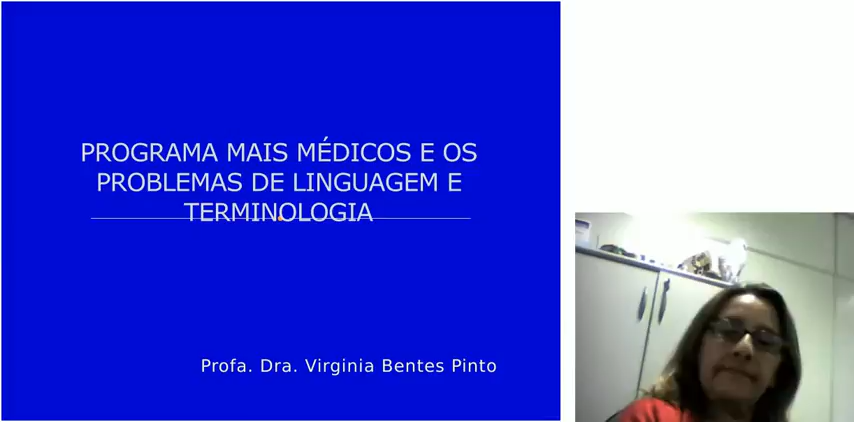 PROGRAMA MAIS MÉDICOS E OS
PROBLEMAS DE LINGUAGEM E
TERMINOLOGIA
Profa. Dra. Virginia Bentes Pinto